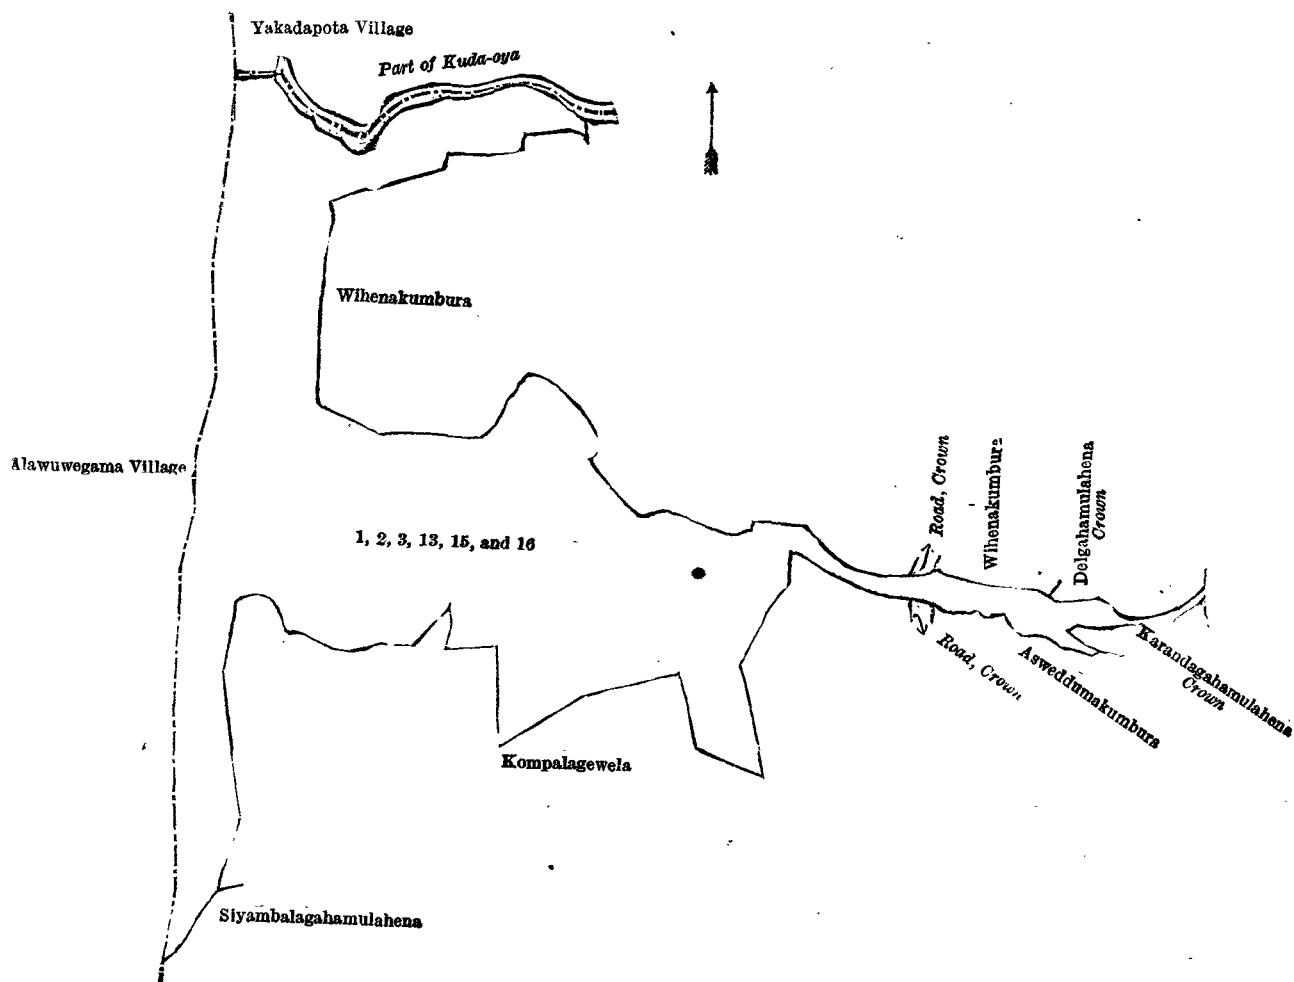 Yakadapota Village
Part of Kuda-oya
Wihenakumbura
Alawuwegama Village
Road, Crown
Wihenakumbura
Delgahamulahena
Crown
1, 2, 3, 13, 15, and 16
Karandagahamulahena
Crown
Road, Crown
Asweddumakumbura
Kompalagewela
Siyambalagahamulahena